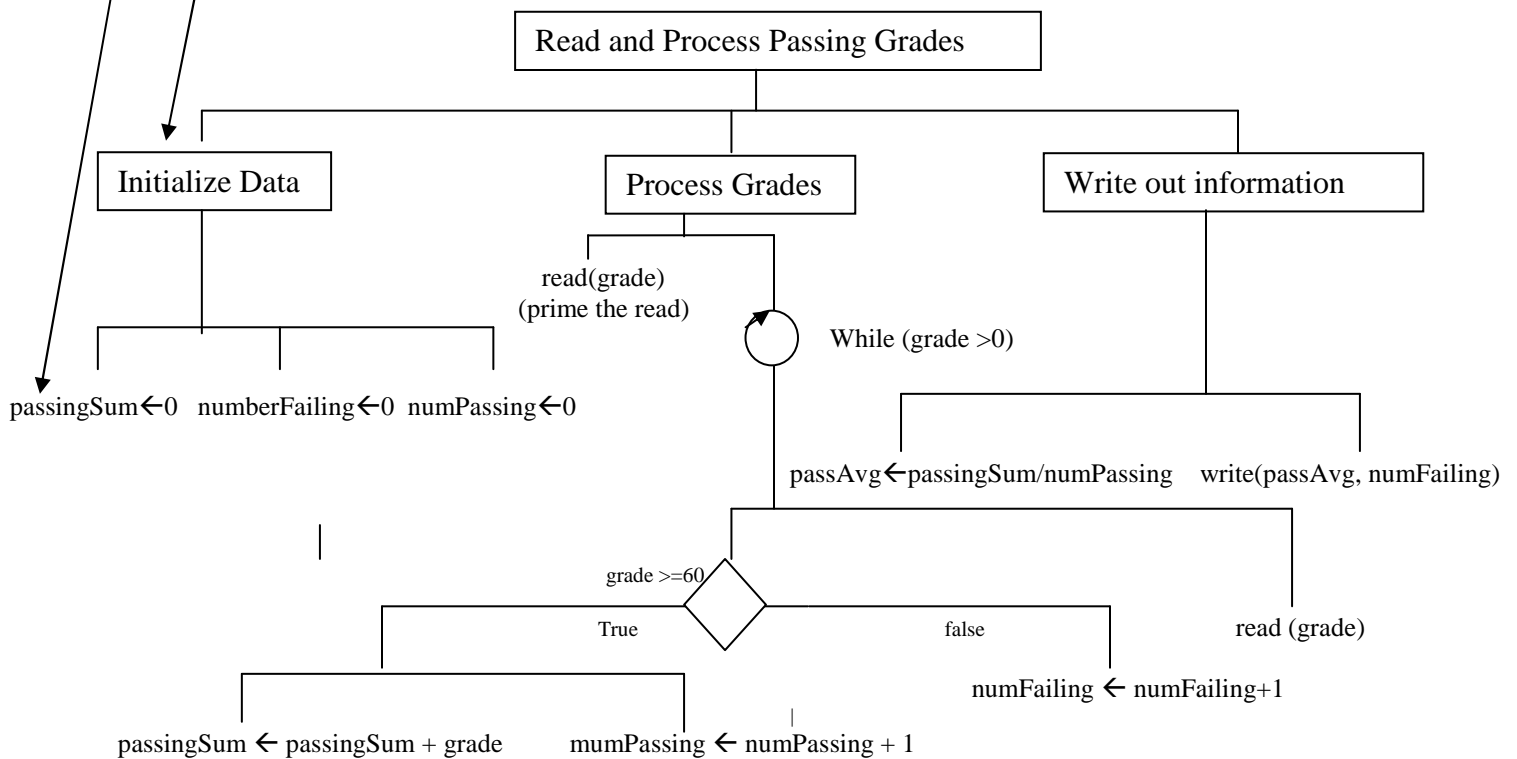 Read and Process Passing Grades
Initialize Data
Process Grades
Write out information
read(grade)
(prime the read)
While (grade >0)
passingSum←0 numberFailing←0 numPassing←0
passAvg←passingSum/numPassing write(passAvg, numFailing)
grade >=60
True
false
read (grade)
numFailing ← numFailing+1
passingSum ← passingSum + grade
mumPassing ← numPassing + 1